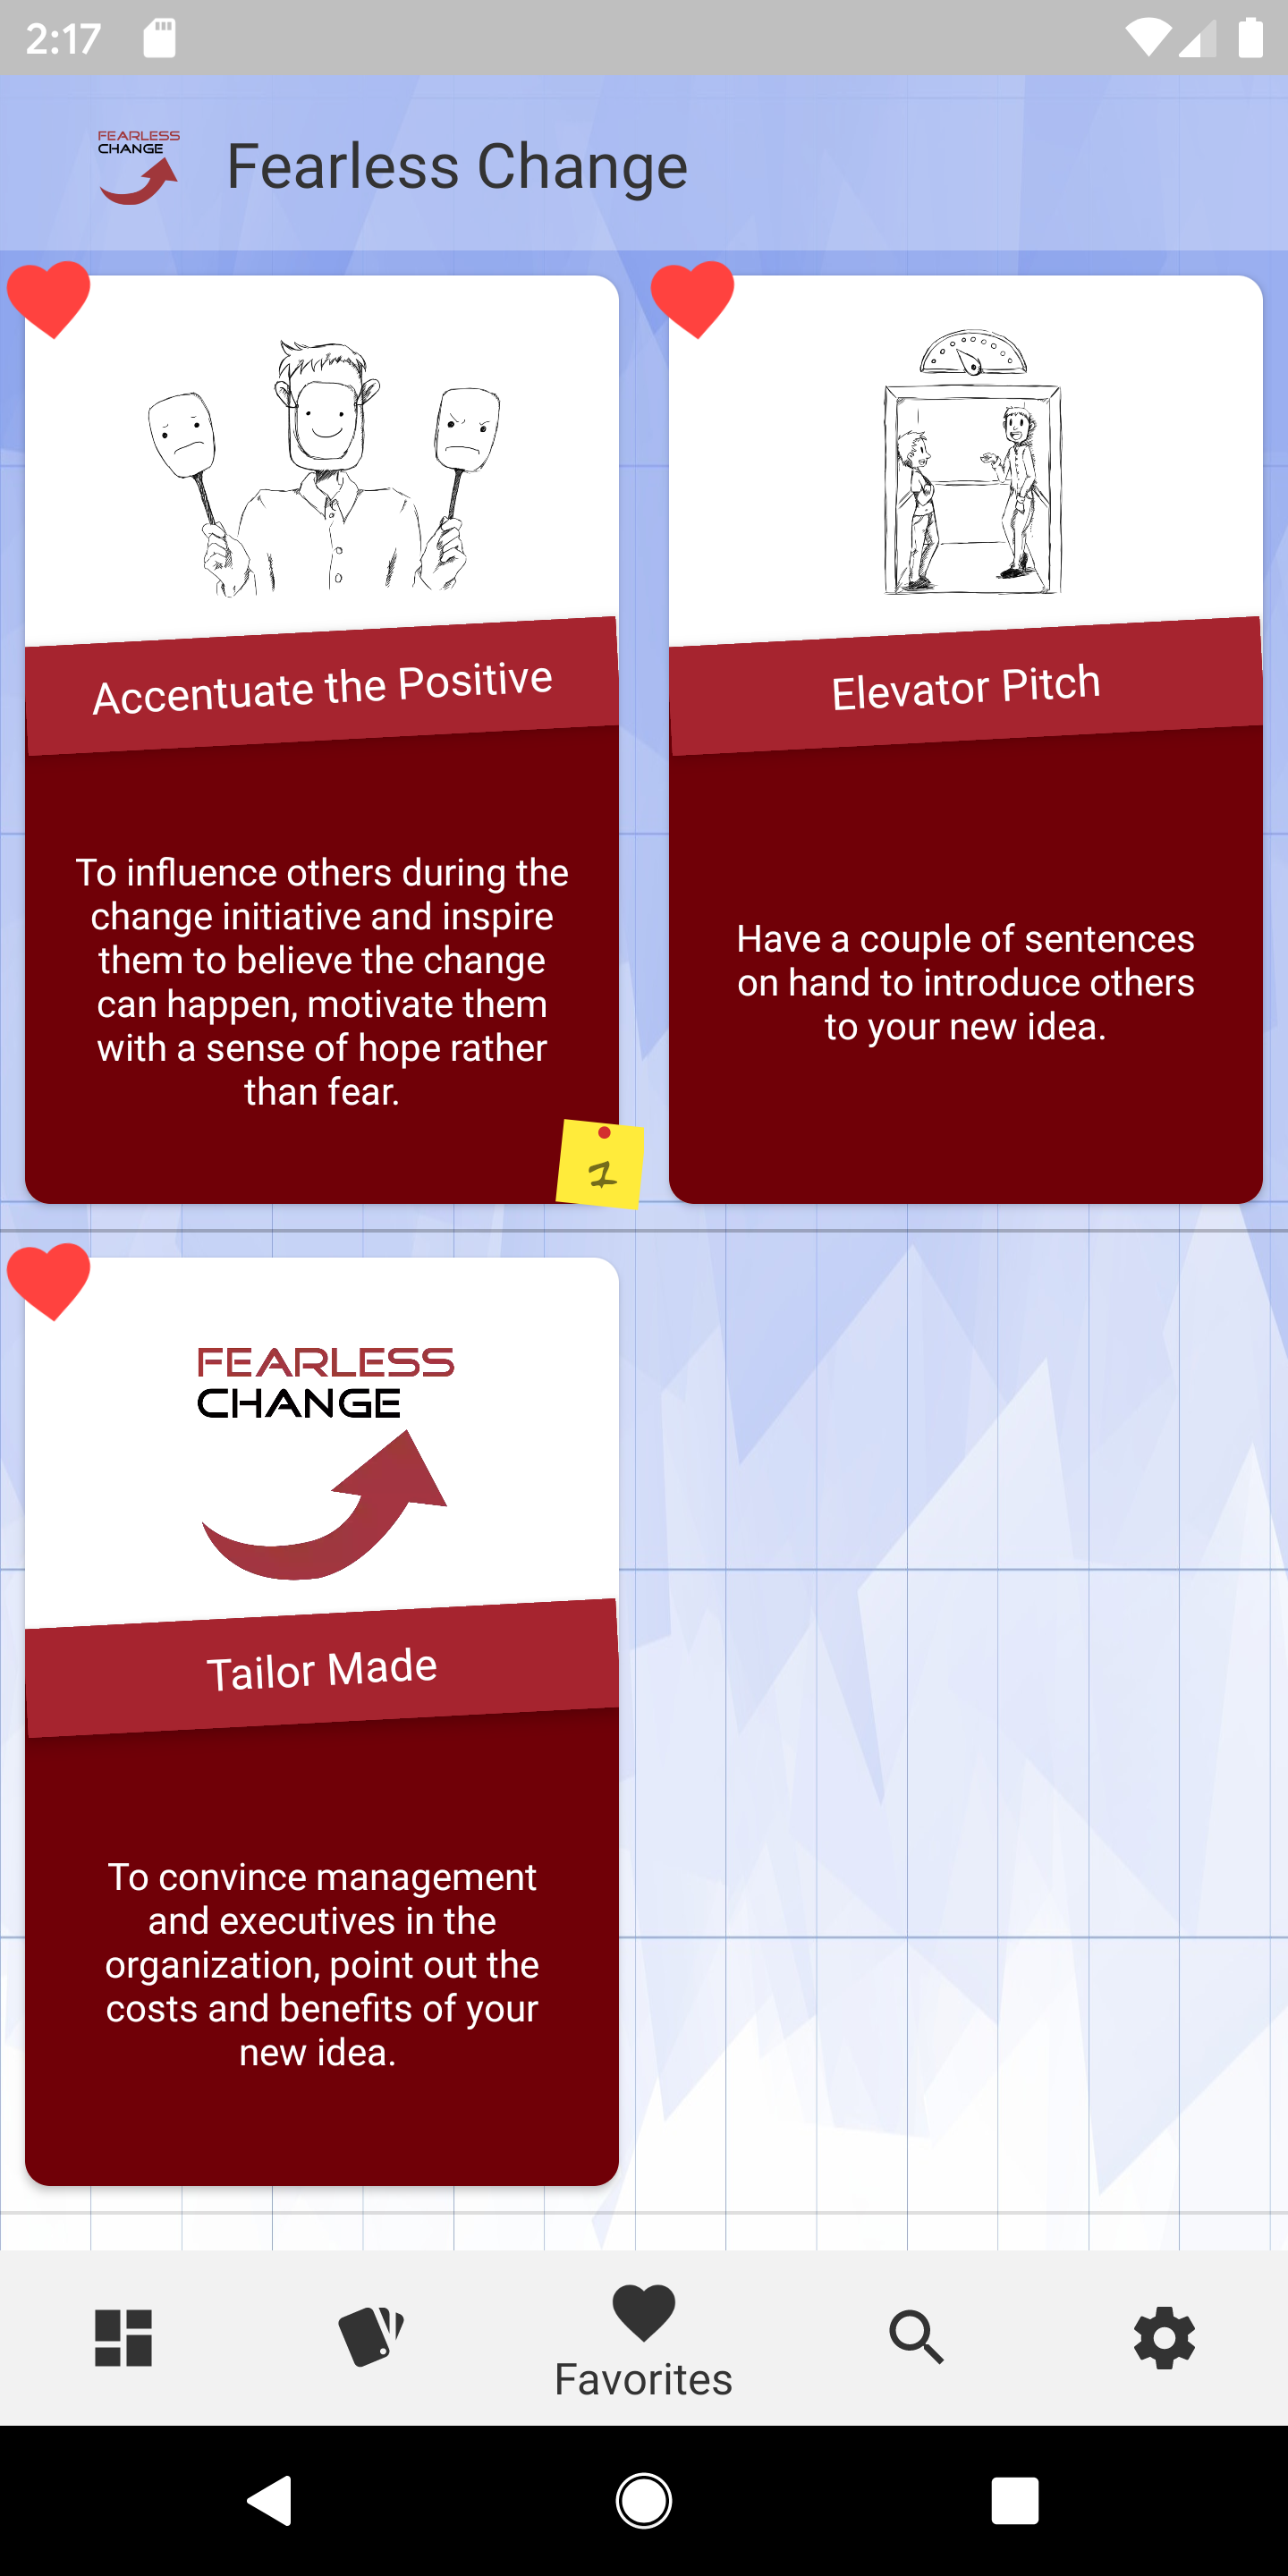 2:17
FEARLESS
CHANGE
Fearless Change
Accentuate the Positive
To influence others during the
change initiative and inspire
them to believe the change
can happen, motivate them
with a sense of hope rather
than fear.
1
Elevator Pitch
Have a couple of sentences
on hand to introduce others
to your new idea.
FEARLESS
CHANGE
Tailor Made
To convince management
and executives in the
organization, point out the
costs and benefits of your
new idea.
Favorites